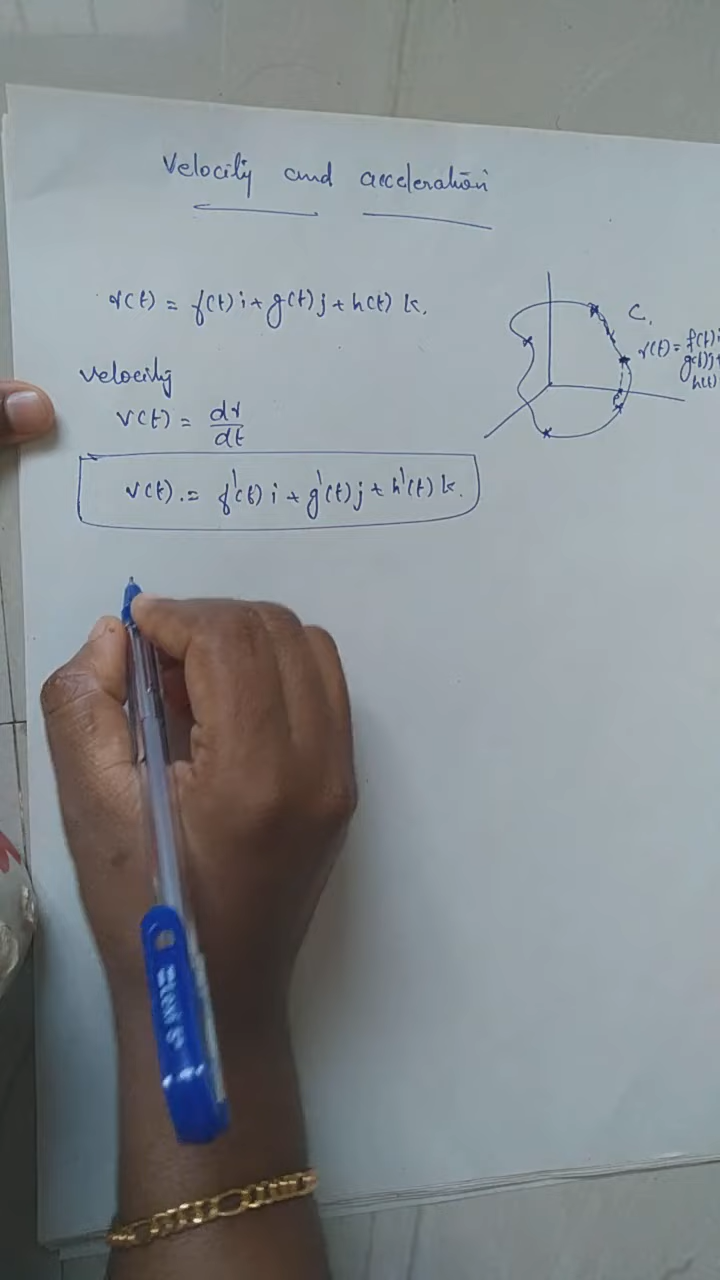 Velocity and acceleration
r(t) = f(t) i + g(t) j + h(t) k.
C.
r(t) = f(t) i
g(t) j +
h(t)
Velocity
v(t) = dr/dt
v(t) = f'(t) i + g'(t) j + h'(t) k.